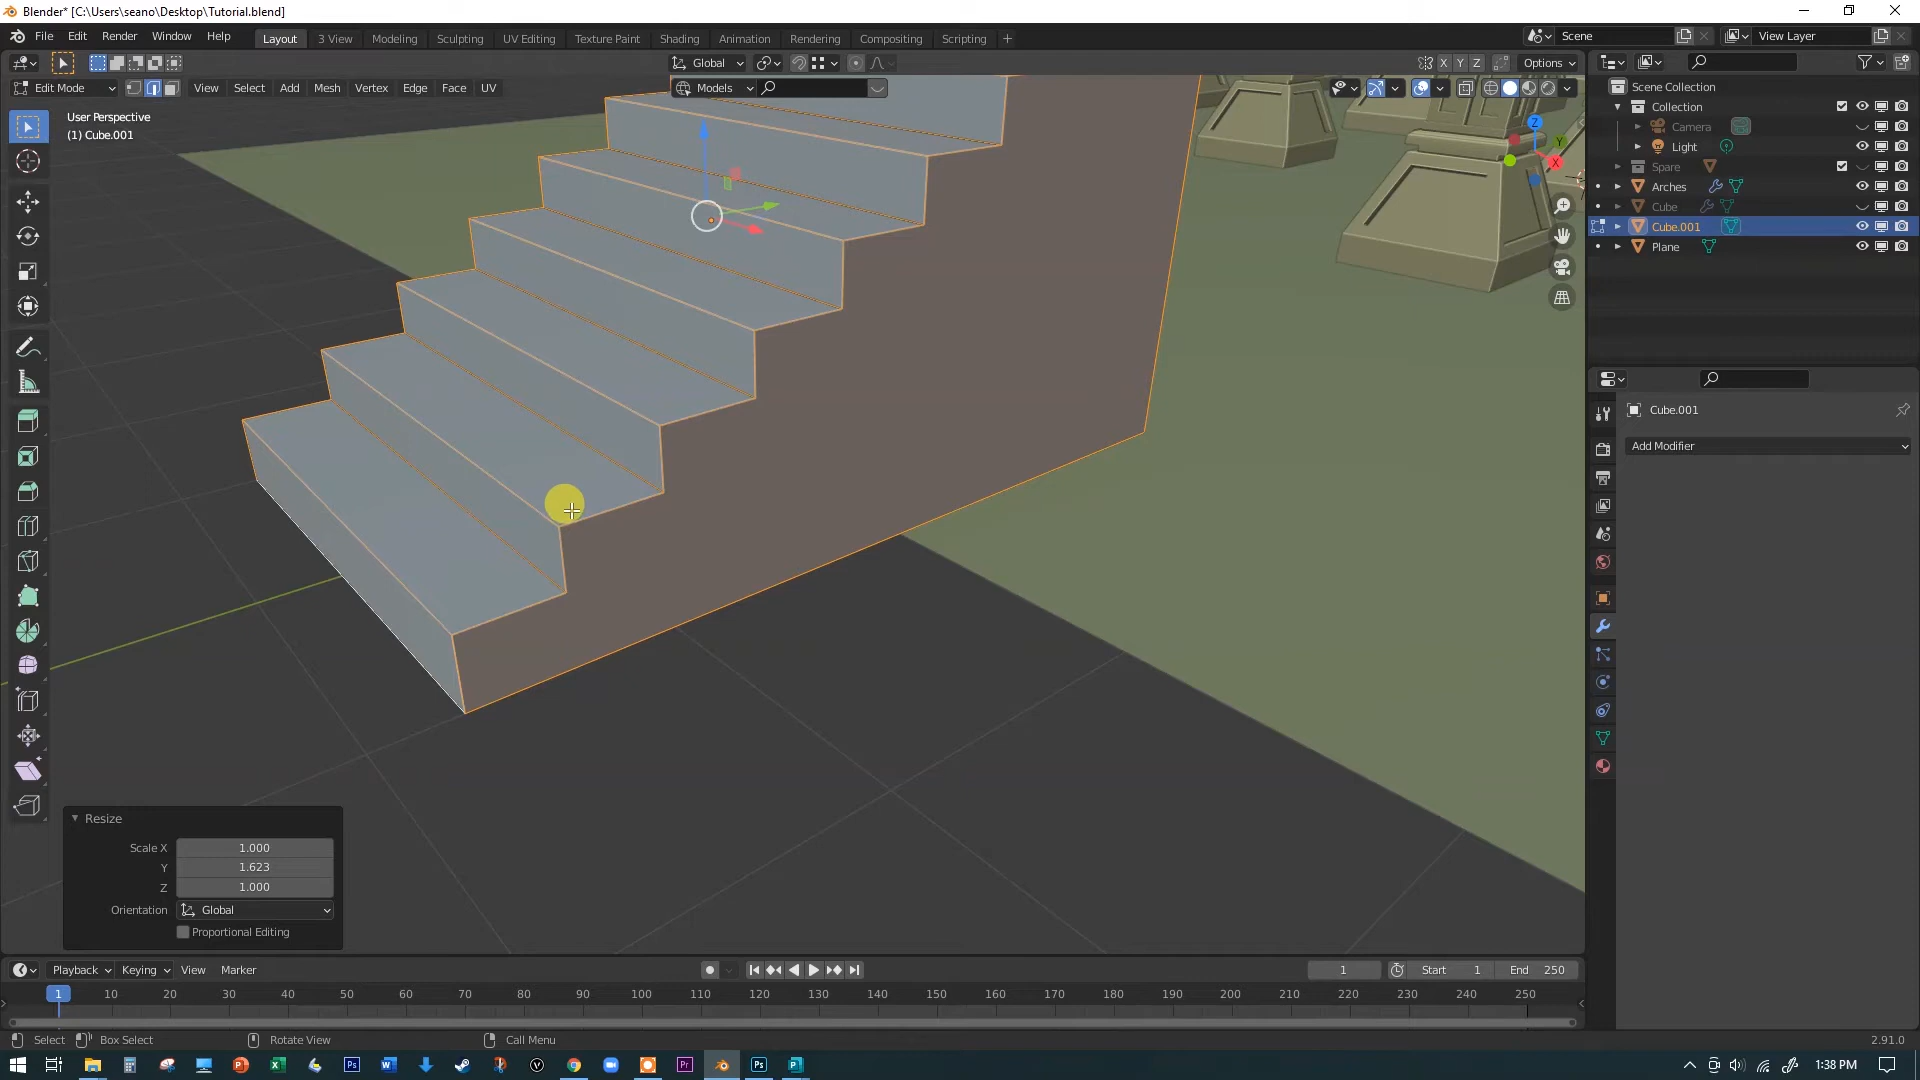 Blender* [C:\Users\seano\Desktop\Tutorial.blend]
File Edit Render Window Help
Layout 3 View Modeling Sculpting UV Editing Texture Paint Shading Animation Rendering Compositing Scripting +
Scene
View Layer
Global
X Y Z
Options
Edit Mode
View Select Add Mesh Vertex Edge Face UV
Models
User Perspective
(1) Cube.001
Z
Y
X
Scene Collection
Collection
Camera
Light
Spare
Arches
Cube
Cube.001
Plane
Cube.001
Add Modifier
Resize
Scale X 1.000
Y 1.623
Z 1.000
Orientation Global
Proportional Editing
Playback Keying View Marker
1
Start 1
End 250
1 10 20 30 40 50 60 70 80 90 100 110 120 130 140 150 160 170 180 190 200 210 220 230 240 250
Select Box Select Rotate View Call Menu
2.91.0
1:38 PM